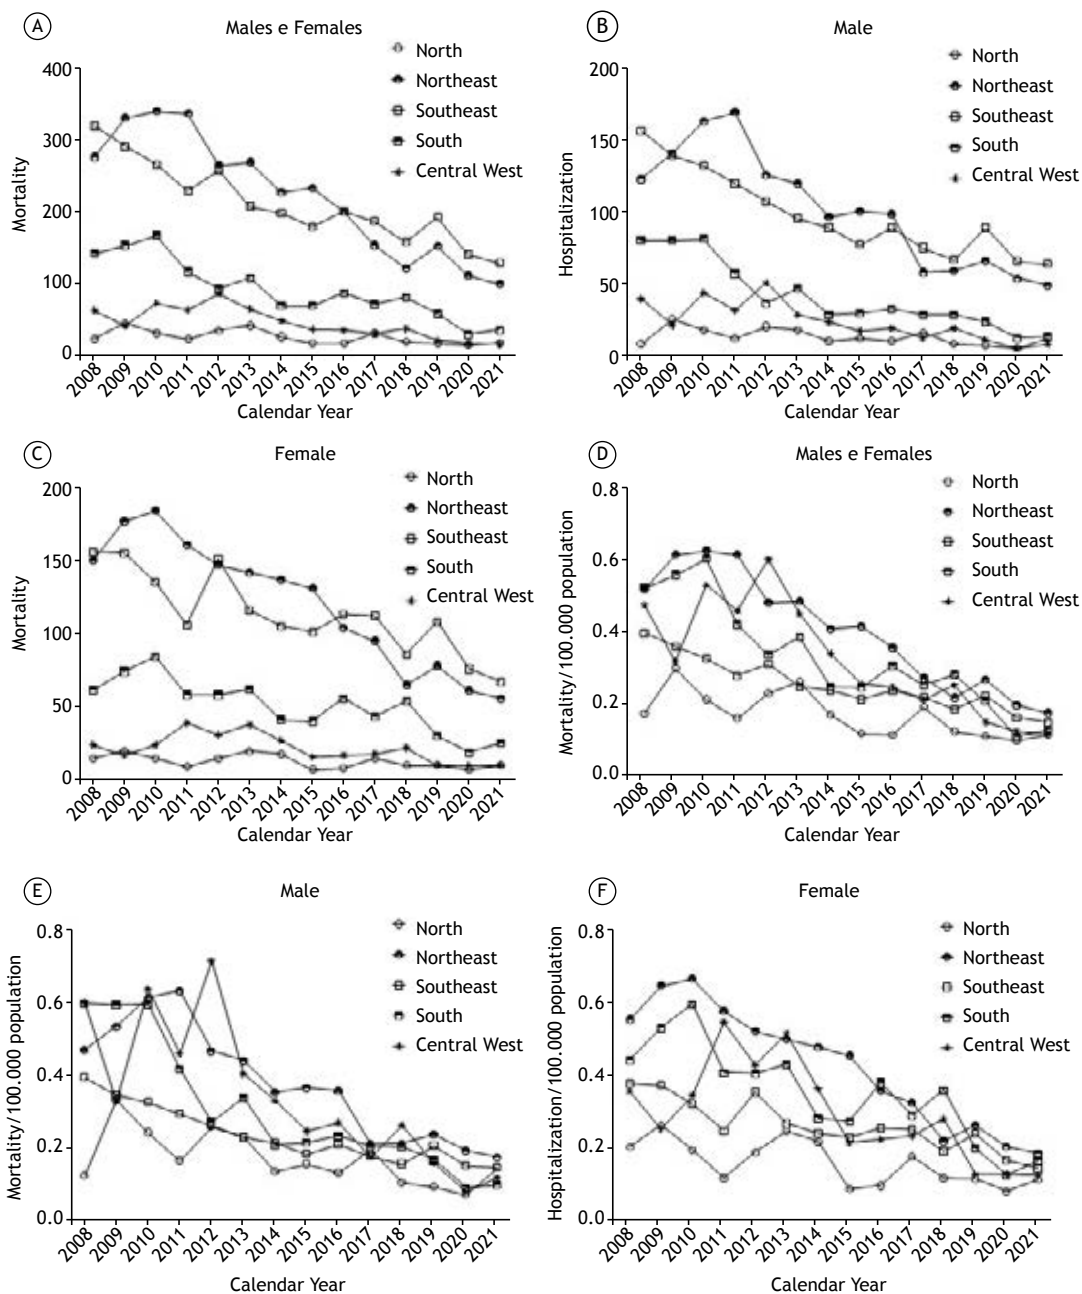 A
Males e Females
North
Northeast
Southeast
South
Central West
Mortality
400
300
200
100
0
2008 2009 2010 2011 2012 2013 2014 2015 2016 2017 2018 2019 2020 2021
Calendar Year
B
Male
North
Northeast
Southeast
South
Central West
Hospitalization
200
150
100
50
0
2008 2009 2010 2011 2012 2013 2014 2015 2016 2017 2018 2019 2020 2021
Calendar Year
C
Female
North
Northeast
Southeast
South
Central West
Mortality
200
150
100
50
0
2008 2009 2010 2011 2012 2013 2014 2015 2016 2017 2018 2019 2020 2021
Calendar Year
D
Males e Females
North
Northeast
Southeast
South
Central West
Mortality/100.000 population
0.8
0.6
0.4
0.2
0.0
2008 2009 2010 2011 2012 2013 2014 2015 2016 2017 2018 2019 2020 2021
Calendar Year
E
Male
North
Northeast
Southeast
South
Central West
Mortality/100.000 population
0.8
0.6
0.4
0.2
0.0
2008 2009 2010 2011 2012 2013 2014 2015 2016 2017 2018 2019 2020 2021
Calendar Year
F
Female
North
Northeast
Southeast
South
Central West
Hospitalization/100.000 population
0.8
0.6
0.4
0.2
0.0
2008 2009 2010 2011 2012 2013 2014 2015 2016 2017 2018 2019 2020 2021
Calendar Year